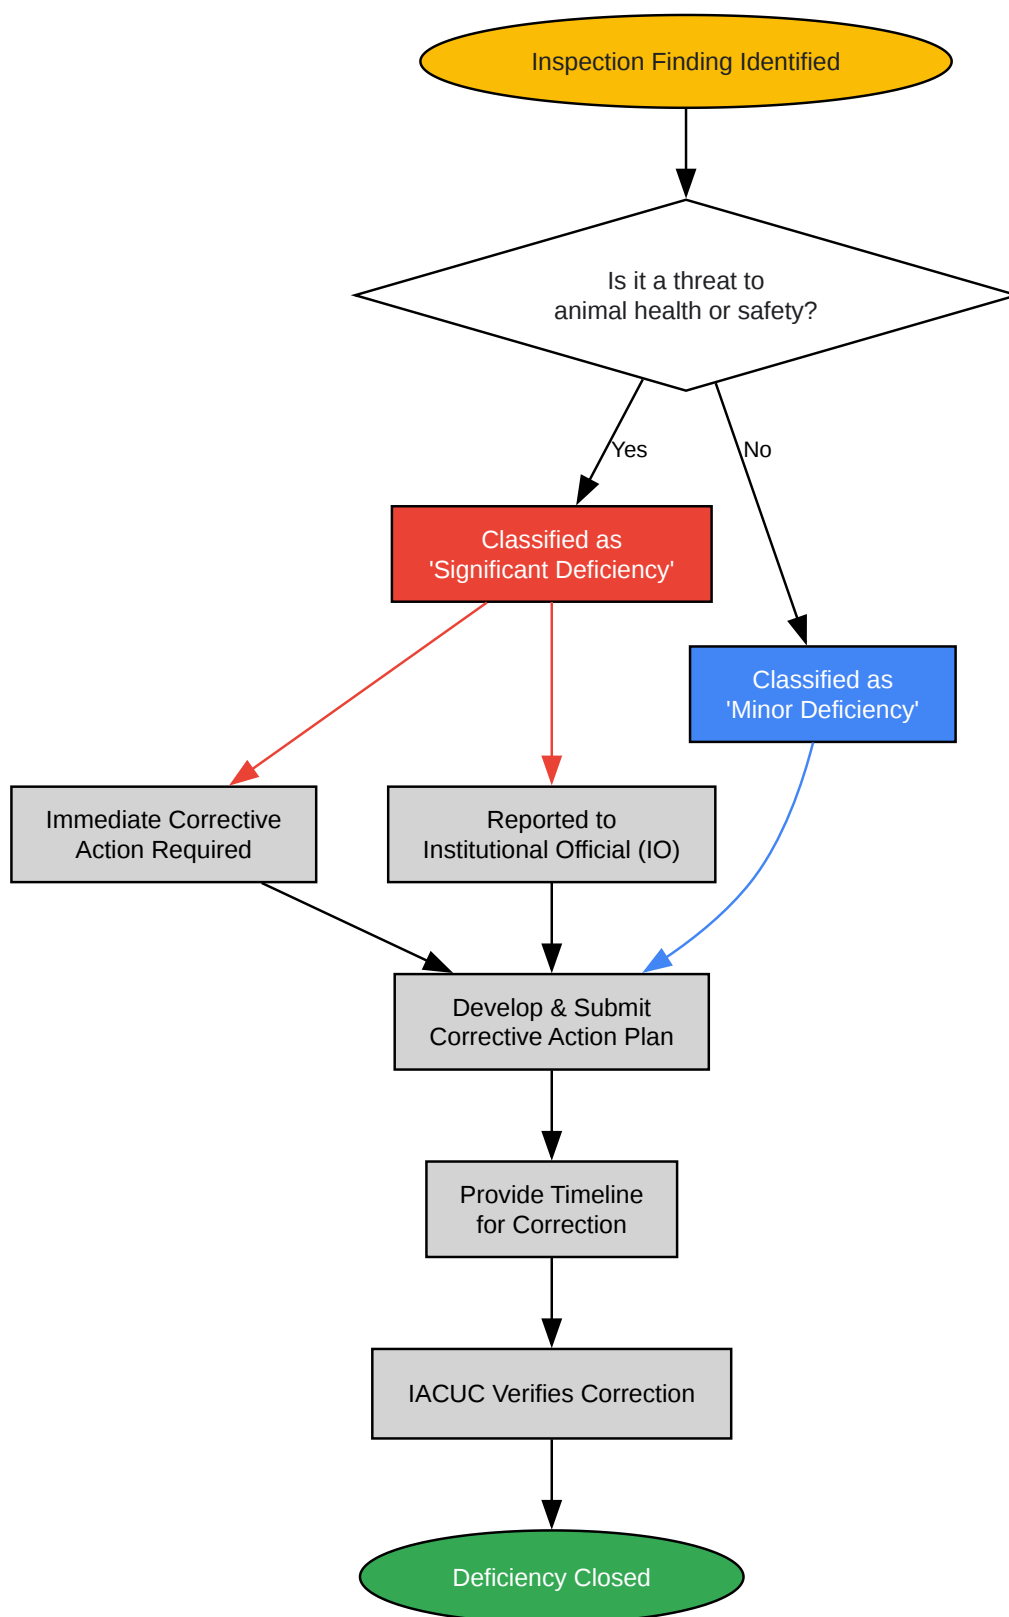 Inspection Finding Identified
Is it a threat to
animal health or safety?
Yes
No
Classified as
'Significant Deficiency'
Classified as
'Minor Deficiency'
Immediate Corrective
Action Required
Reported to
Institutional Official (IO)
Develop & Submit
Corrective Action Plan
Provide Timeline
for Correction
IACUC Verifies Correction
Deficiency Closed